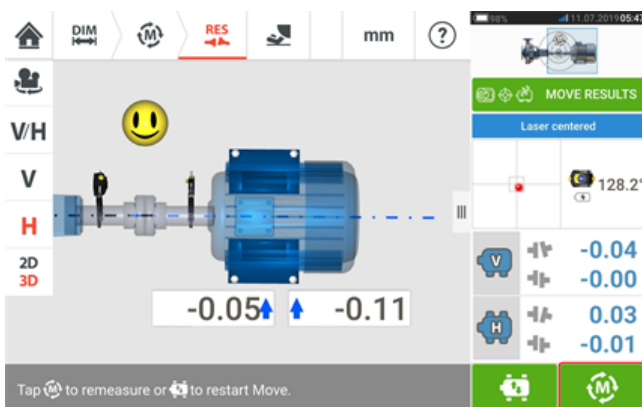 DIM
M
RES
mm
?
98%
11.07.2019 05:47
MOVE RESULTS
V/H
Laser centered
V
128.2°
H
2D
3D
V
-0.04
-0.00
-0.05
-0.11
H
0.03
-0.01
Tap M to remeasure or to restart Move.
M